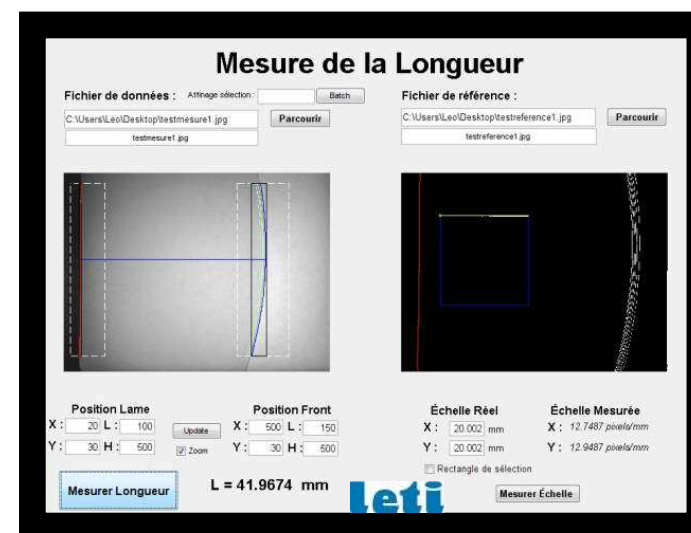 Mesure de la Longueur
Fichier de données : Affinage sélection : Batch
C:\Users\Leo\Desktop\testmesure1.jpg Parcourir
testmesure1.jpg
Fichier de référence :
C:\Users\Leo\Desktop\testreference1.jpg Parcourir
testreference1.jpg
Position Lame
X : 20 L : 100
Y : 30 H : 500
Update
Zoom
Position Front
X : 500 L : 150
Y : 30 H : 500
Échelle Réel
X : 20.002 mm
Y : 20.002 mm
Échelle Mesurée
X : 12.7487 pixels/mm
Y : 12.9487 pixels/mm
Rectangle de sélection
Mesurer Longueur
L = 41.9674 mm
leti
Mesurer Échelle